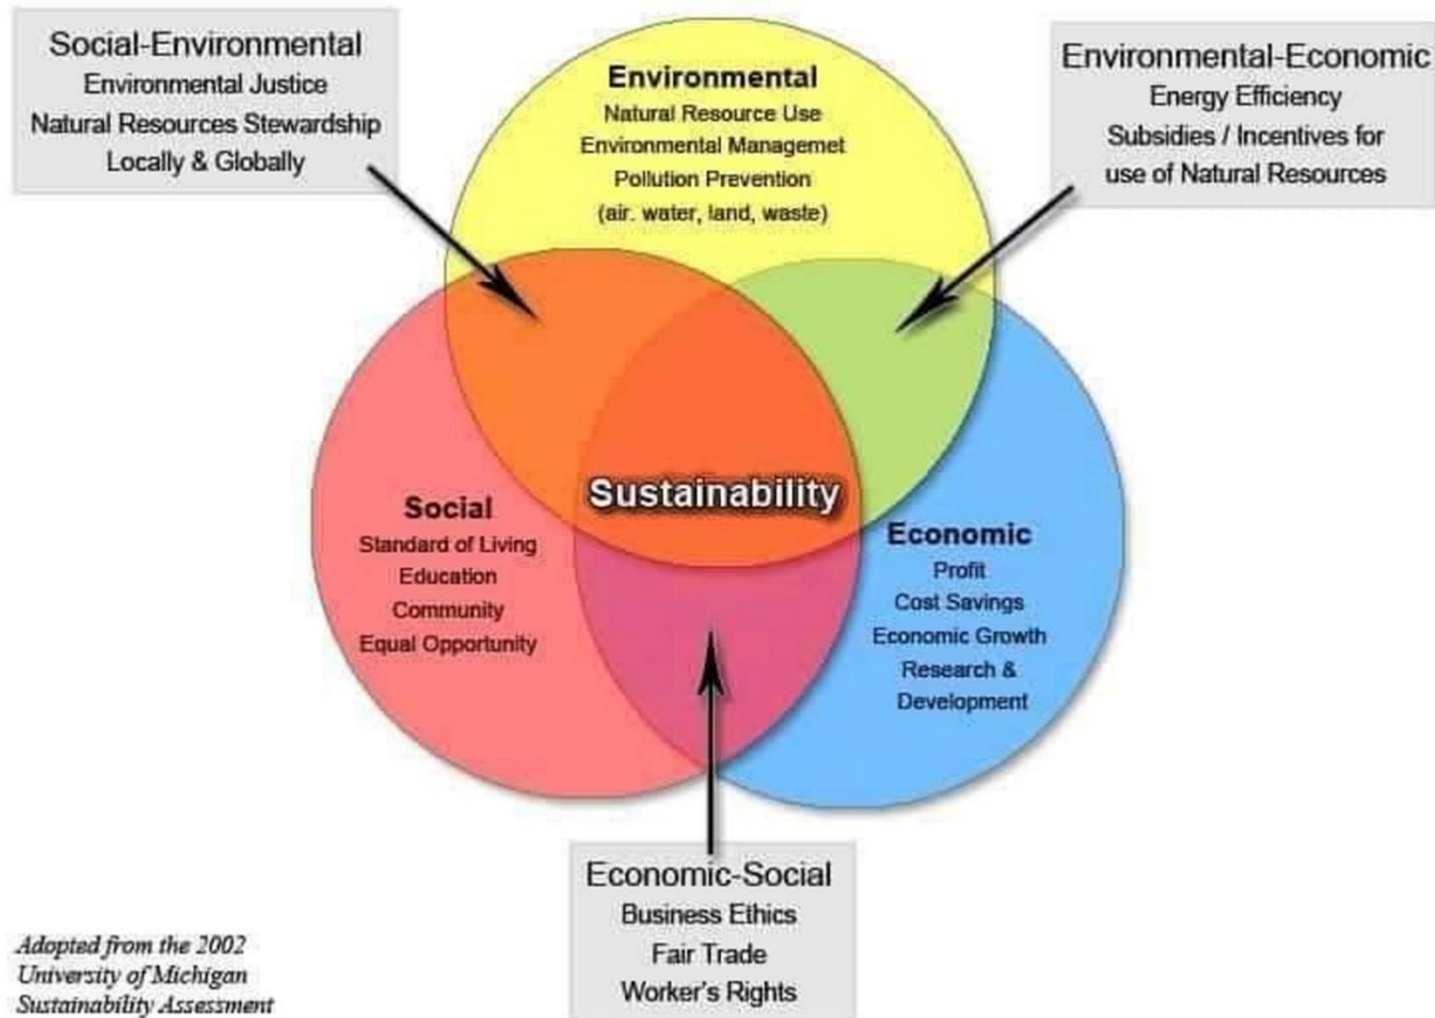 Social-Environmental
Environmental Justice
Natural Resources Stewardship
Locally & Globally
Environmental
Natural Resource Use
Environmental Managemet
Pollution Prevention
(air. water, land, waste)
Environmental-Economic
Energy Efficiency
Subsidies / Incentives for
use of Natural Resources
Sustainability
Social
Standard of Living
Education
Community
Equal Opportunity
Economic
Profit
Cost Savings
Economic Growth
Research &
Development
Economic-Social
Business Ethics
Fair Trade
Worker's Rights
Adopted from the 2002
University of Michigan
Sustainability Assessment